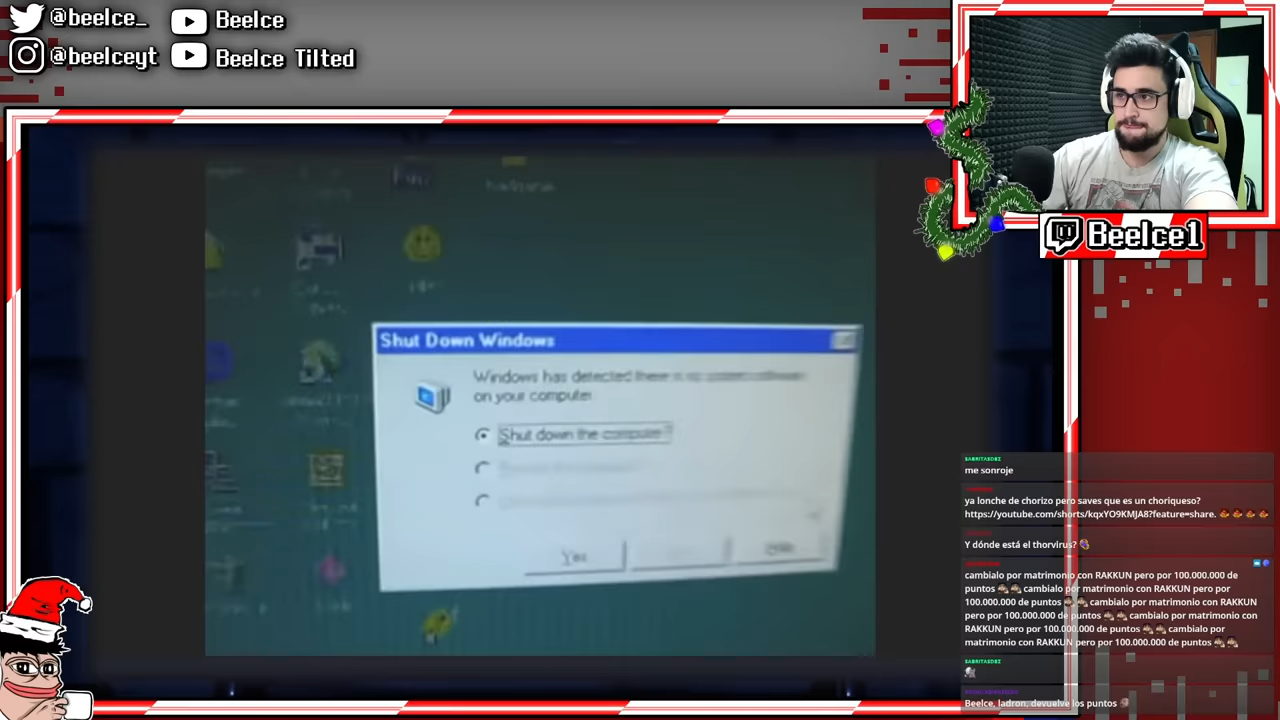 @beelce_
Beelce
@beelceyt
Beelce Tilted
Beelce1
Shut Down Windows
Windows has detected there is no
on your computer
Shut down the computer?
Yes
SABRITASDEZ
me sonroje
ya lonche de chorizo pero saves que es un choriqueso?
https://youtube.com/shorts/kqxYO9KMJA8?feature=share.
Y dónde está el thorvirus?
cambialo por matrimonio con RAKKUN pero por 100.000.000 de
puntos cambialo por matrimonio con RAKKUN pero por
100.000.000 de puntos cambialo por matrimonio con RAKKUN
pero por 100.000.000 de puntos cambialo por matrimonio con
RAKKUN pero por 100.000.000 de puntos cambialo por
matrimonio con RAKKUN pero por 100.000.000 de puntos
SABRITASDEZ
Beelce, ladron, devuelve los puntos